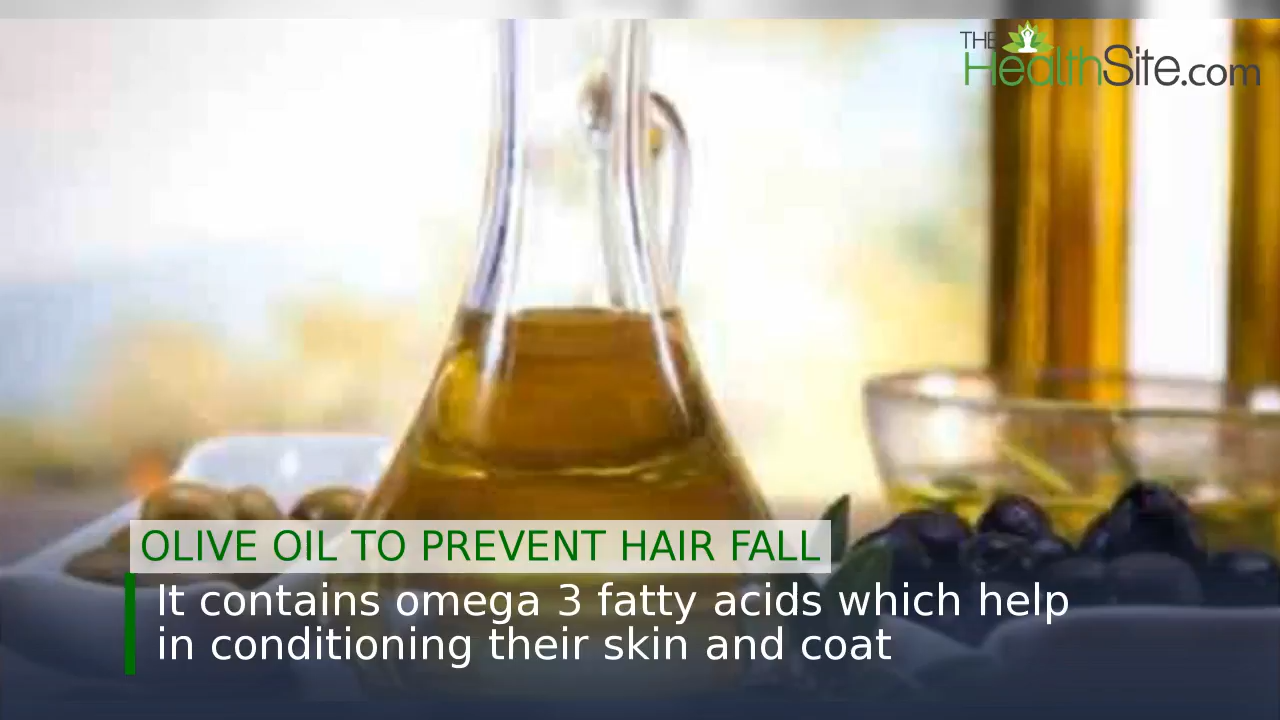 THE
HealthSite.com
OLIVE OIL TO PREVENT HAIR FALL
It contains omega 3 fatty acids which help
in conditioning their skin and coat